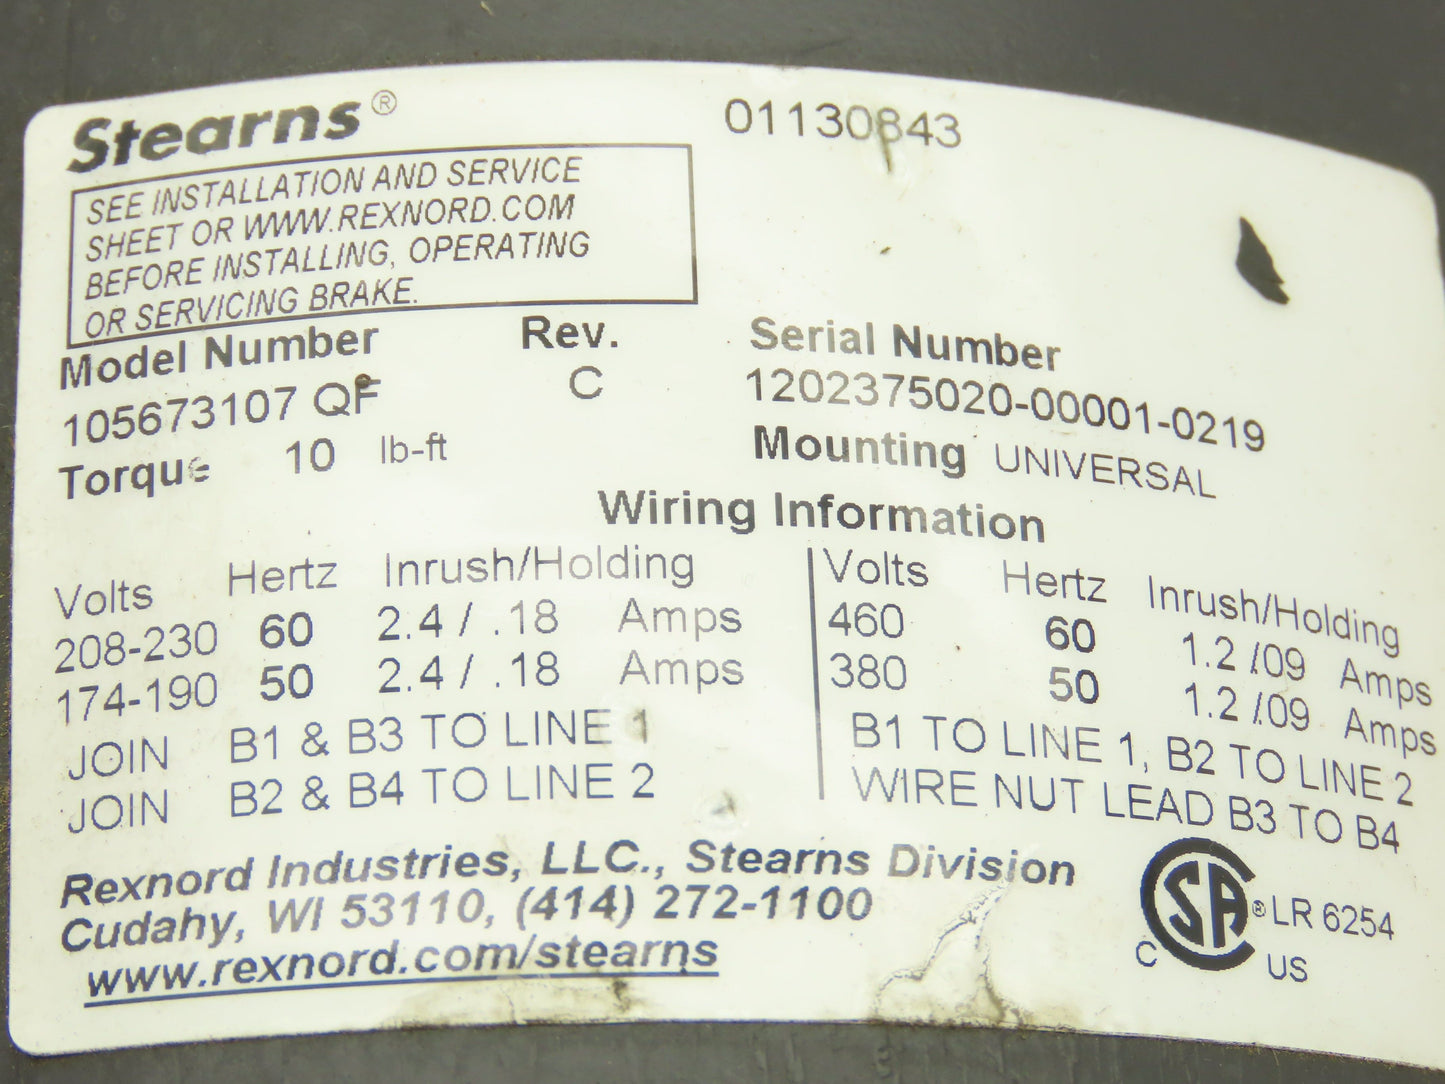 Stearns®
01130843
SEE INSTALLATION AND SERVICE
SHEET OR WWW.REXNORD.COM
BEFORE INSTALLING, OPERATING
OR SERVICING BRAKE.
Model Number Rev. Serial Number
105673107 QF C 1202375020-00001-0219
Torque 10 lb-ft Mounting UNIVERSAL
Wiring Information
Volts Hertz Inrush/Holding
208-230 60 2.4 / .18 Amps
174-190 50 2.4 / .18 Amps
JOIN B1 & B3 TO LINE 1
JOIN B2 & B4 TO LINE 2
Volts Hertz Inrush/Holding
460 60 1.2 /.09 Amps
380 50 1.2 /.09 Amps
B1 TO LINE 1, B2 TO LINE 2
WIRE NUT LEAD B3 TO B4
Rexnord Industries, LLC., Stearns Division
Cudahy, WI 53110, (414) 272-1100
www.rexnord.com/stearns
C SA ® US LR 6254